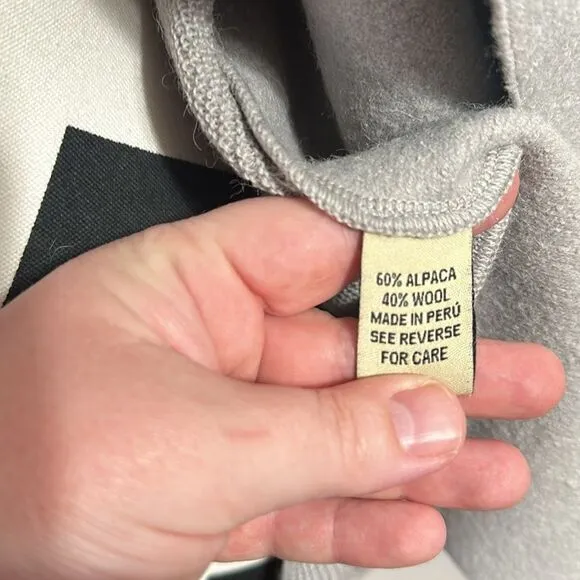 60% ALPACA
40% WOOL
MADE IN PERÚ
SEE REVERSE
FOR CARE